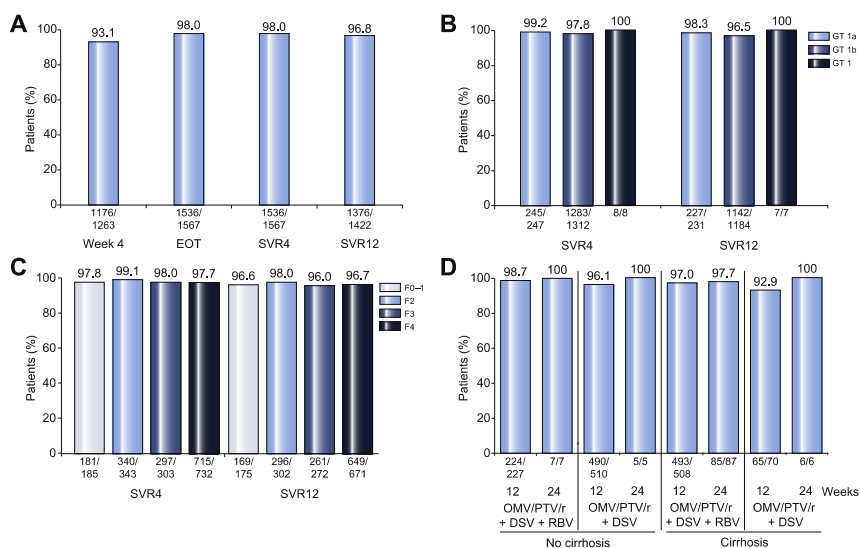 A
Patients (%)
100
80
60
40
20
0
93.1
98.0
98.0
96.8
1176/
1263
1536/
1567
1536/
1567
1376/
1422
Week 4
EOT
SVR4
SVR12
B
Patients (%)
100
80
60
40
20
0
99.2
97.8
100
98.3
96.5
100
GT 1a
GT 1b
GT 1
245/
247
1283/
1312
8/8
227/
231
1142/
1184
7/7
SVR4
SVR12
C
Patients (%)
100
80
60
40
20
0
97.8
99.1
98.0
97.7
96.6
98.0
96.0
96.7
F0–1
F2
F3
F4
181/
185
340/
343
297/
303
715/
732
169/
175
296/
302
261/
272
649/
671
SVR4
SVR12
D
Patients (%)
100
80
60
40
20
0
98.7
100
96.1
100
97.0
97.7
92.9
100
224/
227
7/7
490/
510
5/5
493/
508
85/87
65/70
6/6
12 24 12 24 12 24 12 24 Weeks
OMV/PTV/r
+ DSV + RBV
OMV/PTV/r
+ DSV
OMV/PTV/r
+ DSV + RBV
OMV/PTV/r
+ DSV
No cirrhosis
Cirrhosis